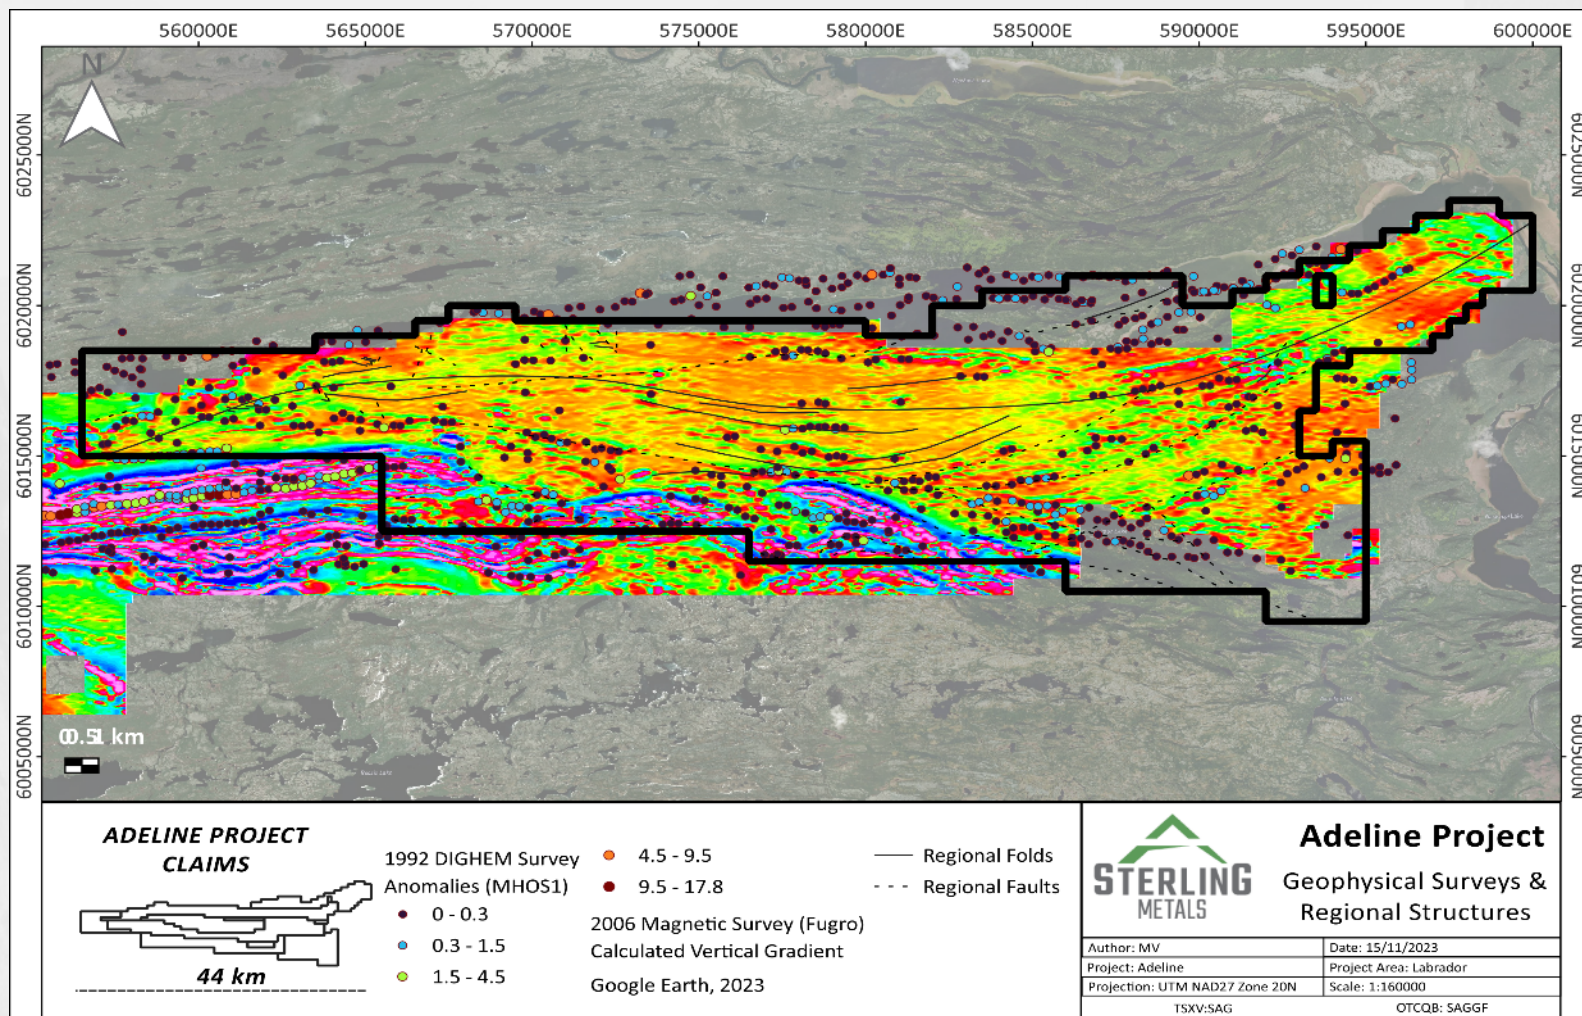 560000E 565000E 570000E 575000E 580000E 585000E 590000E 595000E 600000E
N
6025000N 6025000N
6020000N 6020000N
6015000N 6015000N
6010000N 6010000N
6005000N 6005000N
ADELINE PROJECT
CLAIMS
44 km
1992 DIGHEM Survey
Anomalies (MHOS1)
0 - 0.3
0.3 - 1.5
1.5 - 4.5
4.5 - 9.5
9.5 - 17.8
2006 Magnetic Survey (Fugro)
Calculated Vertical Gradient
Google Earth, 2023
Regional Folds
Regional Faults
STERLING
METALS
Adeline Project
Geophysical Surveys &
Regional Structures
Author: MV Date: 15/11/2023
Project: Adeline Project Area: Labrador
Projection: UTM NAD27 Zone 20N Scale: 1:160000
TSXV:SAG OTCQB: SAGGF